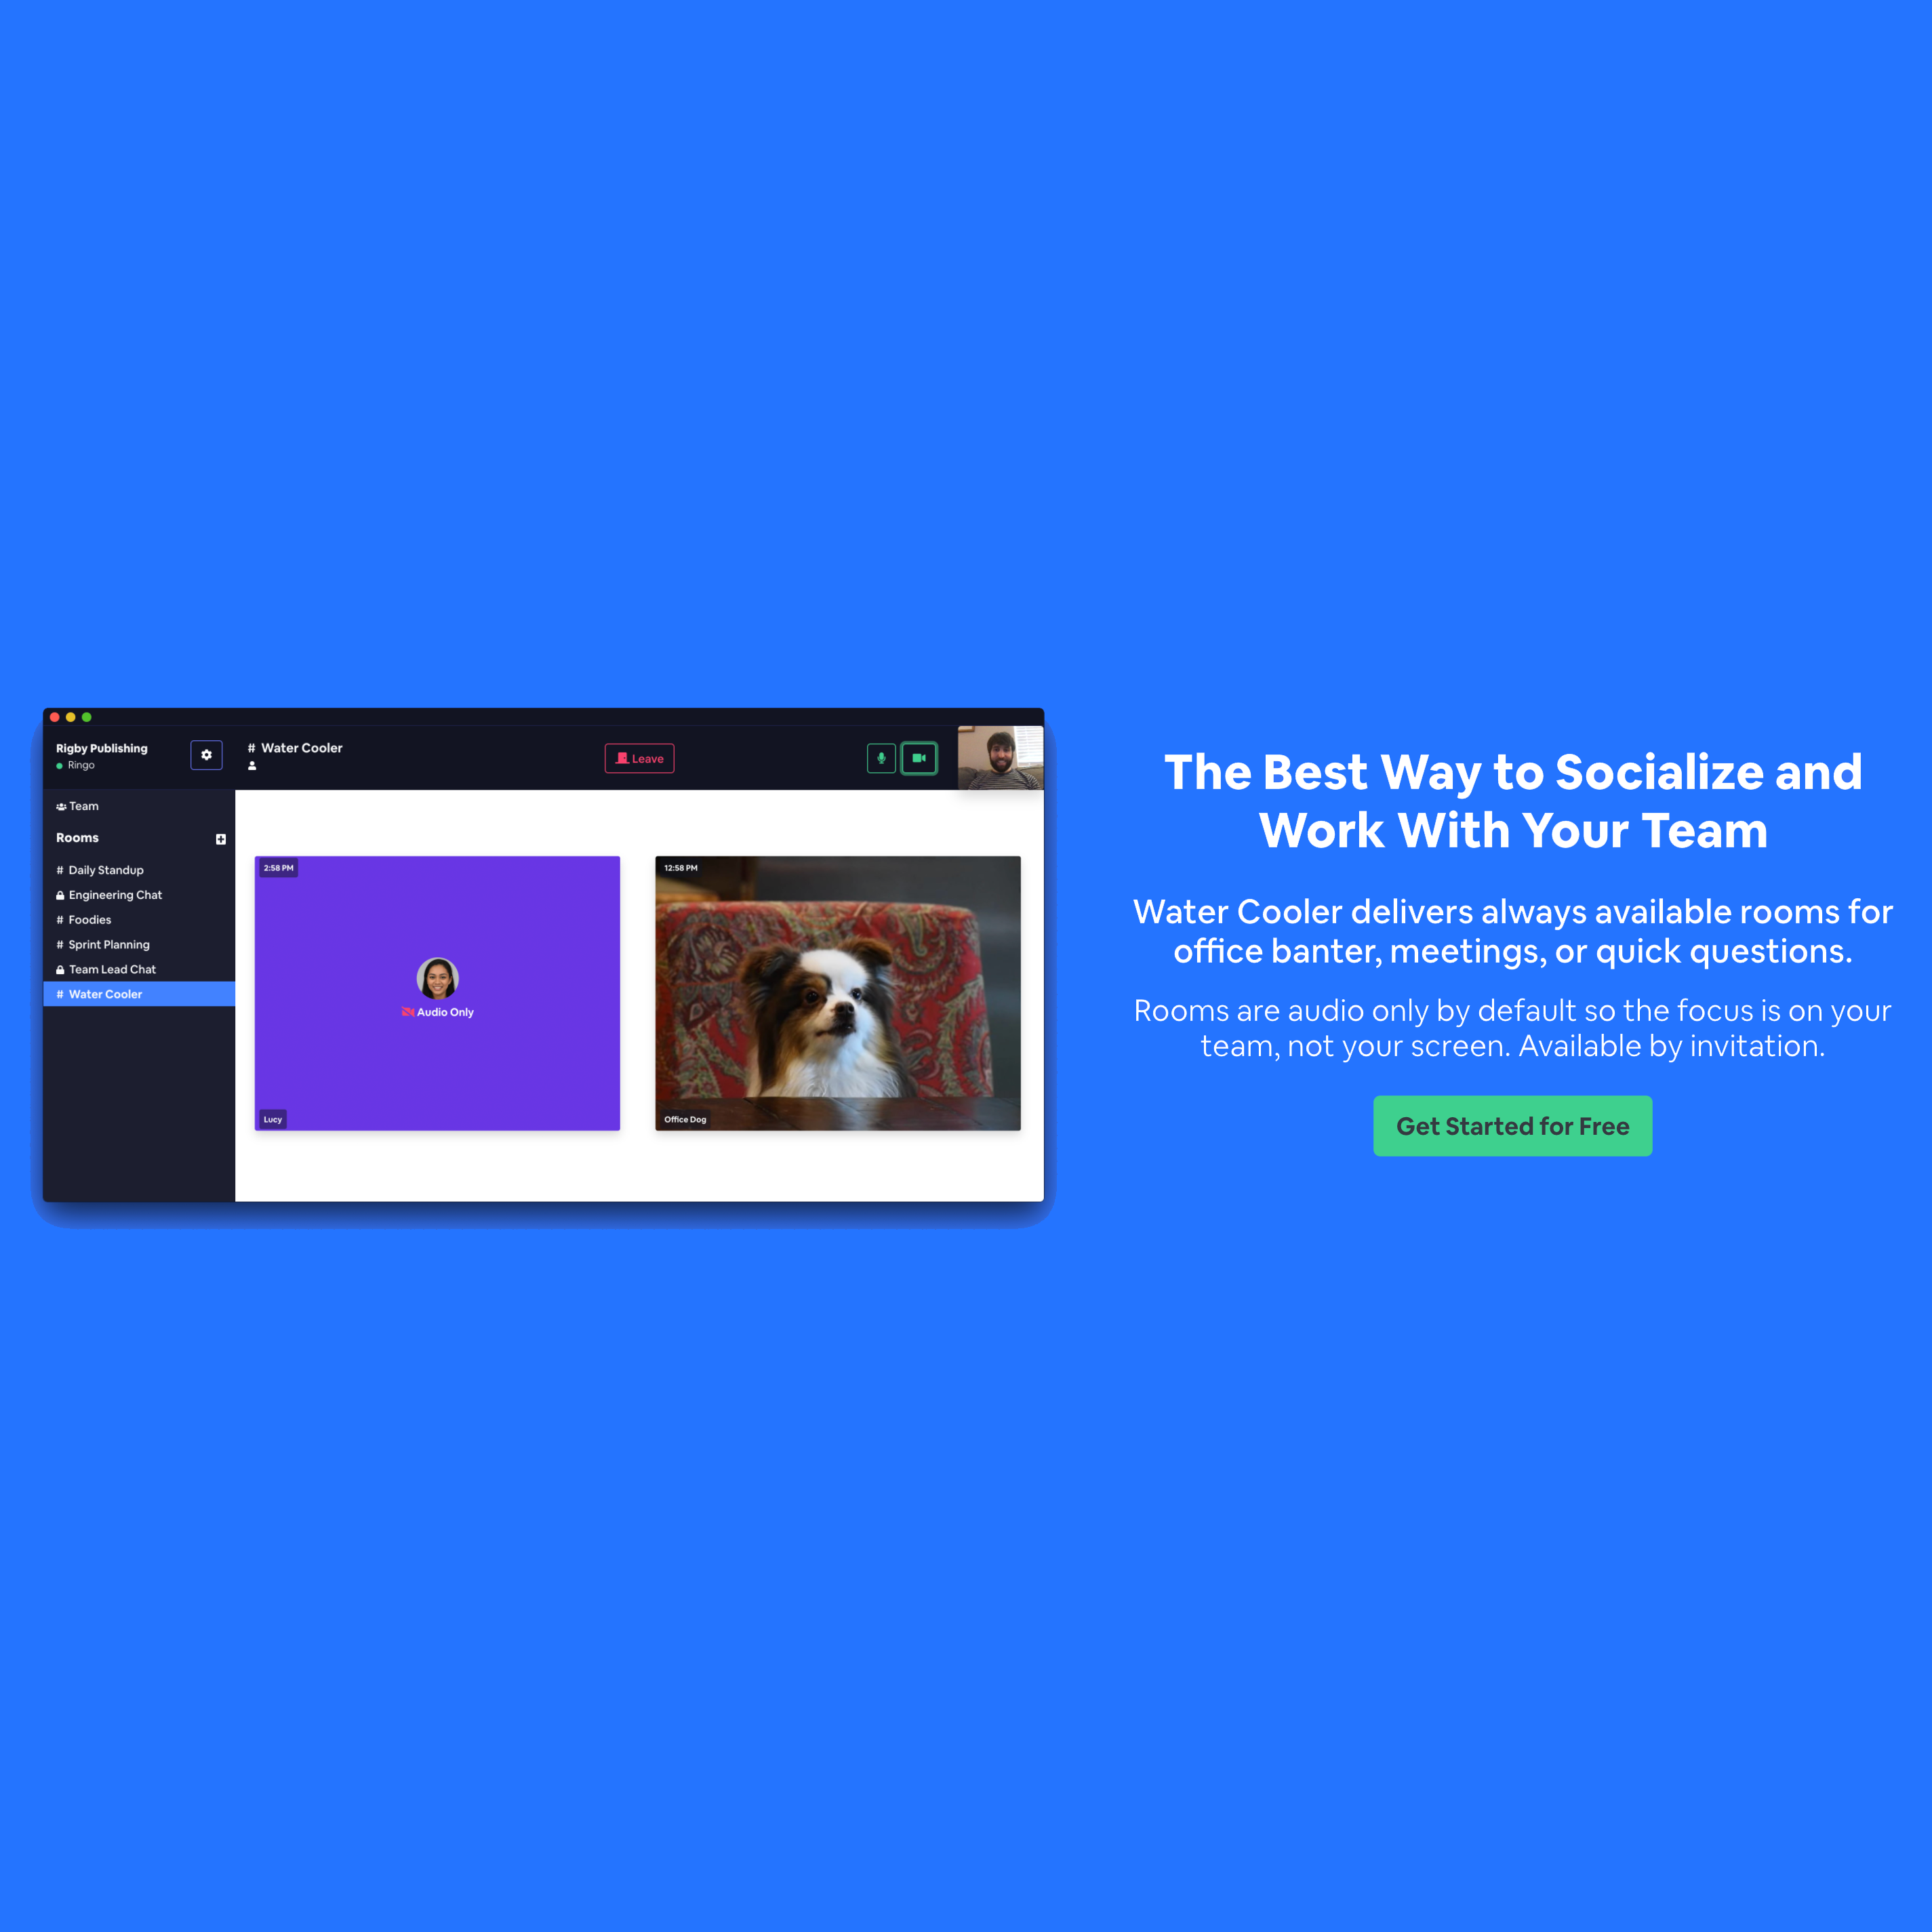 Rigby Publishing
Ringo
# Water Cooler
Leave
Team
Rooms
# Daily Standup
Engineering Chat
# Foodies
# Sprint Planning
Team Lead Chat
# Water Cooler
2:58 PM
Audio Only
Lucy
12:58 PM
Office Dog
The Best Way to Socialize and
Work With Your Team
Water Cooler delivers always available rooms for
office banter, meetings, or quick questions.
Rooms are audio only by default so the focus is on your
team, not your screen. Available by invitation.
Get Started for Free